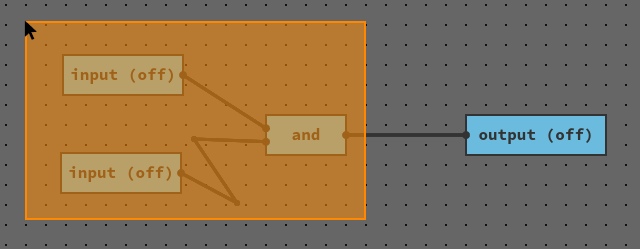 input (off)
and
output (off)
input (off)